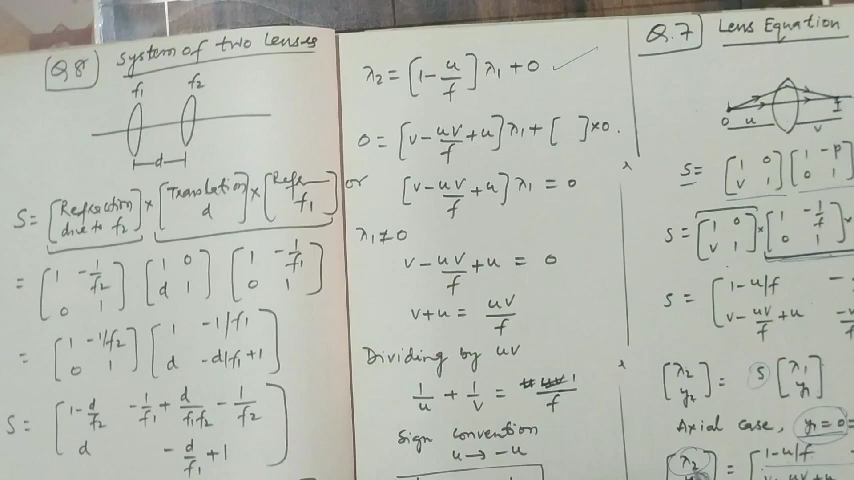 Q8) System of two Lenses
f₁ f₂
d
S = [Refraction due to f₂] × [Translation d] × [Refr f₁]
= [1 -1/f₂; 0 1] [1 0; d 1] [1 -1/f₁; 0 1]
= [1 -1/f₂; 0 1] [1 -1/f₁; d -d/f₁+1]
S = [1-d/f₂ -1/f₁ + d/f₁f₂ - 1/f₂; d -d/f₁ + 1]
λ₂ = [1 - u/f] λ₁ + 0
0 = [v - uv/f + u] λ₁ + [ ] × 0.
or [v - uv/f + u] λ₁ = 0
λ₁ ≠ 0
v - uv/f + u = 0
v + u = uv/f
Dividing by uv
1/u + 1/v = 1/f
Sign convention
u → -u
Q.7) Lens Equation
O u v I
S = [1 0; v 1] [1 -P; 0 1]
S = [1 0; v 1] × [1 -1/f; 0 1] ×
S = [1-u/f -; v - uv/f + u -v/f]
[λ₂; y₂] = S [λ₁; y₁]
Axial case, y₁ = 0 =
[λ₂; y₂] = [1-u/f; v - uv + u]